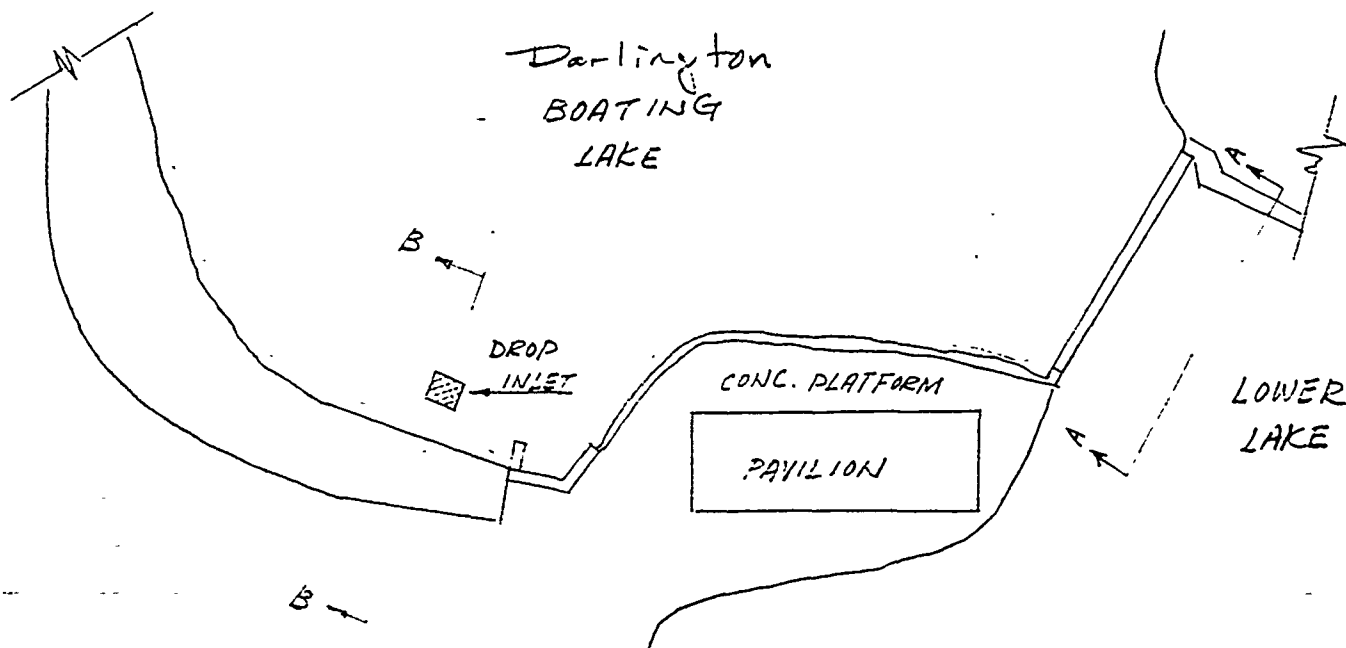 Darlington
BOATING
LAKE
A
B
DROP
INLET
CONC. PLATFORM
LOWER
LAKE
A
PAVILION
B